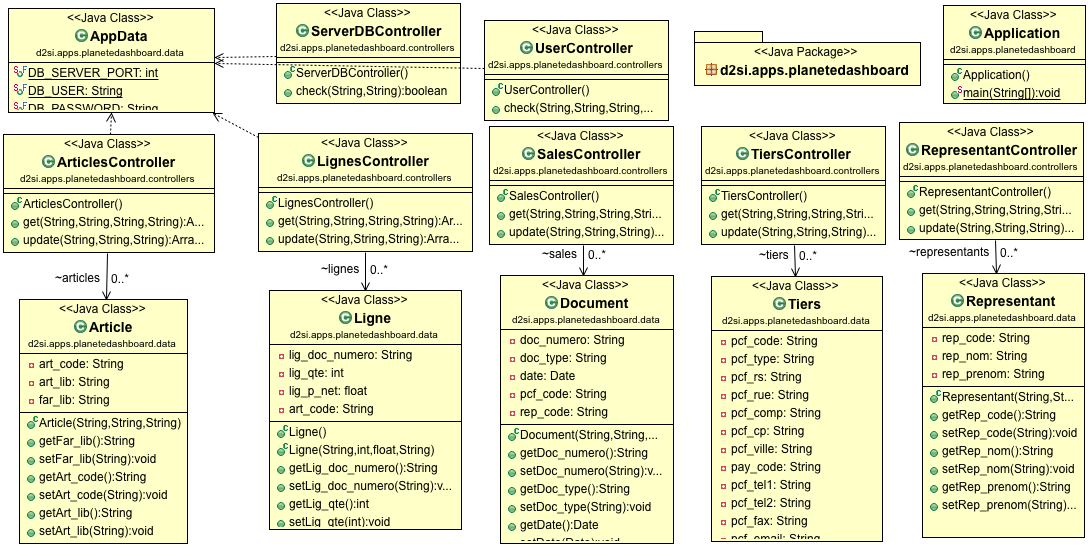 <<Java Class>>
AppData
d2si.apps.planetedashboard.data
DB_SERVER_PORT: int
DB_USER: String
DB_PASSWORD: String
<<Java Class>>
ServerDBController
d2si.apps.planetedashboard.controllers
ServerDBController()
check(String,String):boolean
<<Java Class>>
UserController
d2si.apps.planetedashboard.controllers
UserController()
check(String,String,String,...
<<Java Package>>
d2si.apps.planetedashboard
<<Java Class>>
Application
d2si.apps.planetedashboard
Application()
main(String[]):void
<<Java Class>>
ArticlesController
d2si.apps.planetedashboard.controllers
ArticlesController()
get(String,String,String,String):A...
update(String,String,String):Arra...
<<Java Class>>
LignesController
d2si.apps.planetedashboard.controllers
LignesController()
get(String,String,String,String):Ar...
update(String,String,String):Arra...
<<Java Class>>
SalesController
d2si.apps.planetedashboard.controllers
SalesController()
get(String,String,String,Stri...
update(String,String,String)...
<<Java Class>>
TiersController
d2si.apps.planetedashboard.controllers
TiersController()
get(String,String,String,Stri...
update(String,String,String)...
<<Java Class>>
RepresentantController
d2si.apps.planetedashboard.controllers
RepresentantController()
get(String,String,String,Stri...
update(String,String,String)...
~articles 0..*
~lignes 0..*
~sales 0..*
~tiers 0..*
~representants 0..*
<<Java Class>>
Article
d2si.apps.planetedashboard.data
art_code: String
art_lib: String
far_lib: String
Article(String,String,String)
getFar_lib():String
setFar_lib(String):void
getArt_code():String
setArt_code(String):void
getArt_lib():String
setArt_lib(String):void
<<Java Class>>
Ligne
d2si.apps.planetedashboard.data
lig_doc_numero: String
lig_qte: int
lig_p_net: float
art_code: String
Ligne()
Ligne(String,int,float,String)
getLig_doc_numero():String
setLig_doc_numero(String):v...
getLig_qte():int
setLig_qte(int):void
<<Java Class>>
Document
d2si.apps.planetedashboard.data
doc_numero: String
doc_type: String
date: Date
pcf_code: String
rep_code: String
Document(String,String,...
getDoc_numero():String
setDoc_numero(String):v...
getDoc_type():String
setDoc_type(String):void
getDate():Date
setDate(Date):void
<<Java Class>>
Tiers
d2si.apps.planetedashboard.data
pcf_code: String
pcf_type: String
pcf_rs: String
pcf_rue: String
pcf_comp: String
pcf_cp: String
pcf_ville: String
pay_code: String
pcf_tel1: String
pcf_tel2: String
pcf_fax: String
pcf_email: String
<<Java Class>>
Representant
d2si.apps.planetedashboard.data
rep_code: String
rep_nom: String
rep_prenom: String
Representant(String,St...
getRep_code():String
setRep_code(String):void
getRep_nom():String
setRep_nom(String):void
getRep_prenom():String
setRep_prenom(String)...